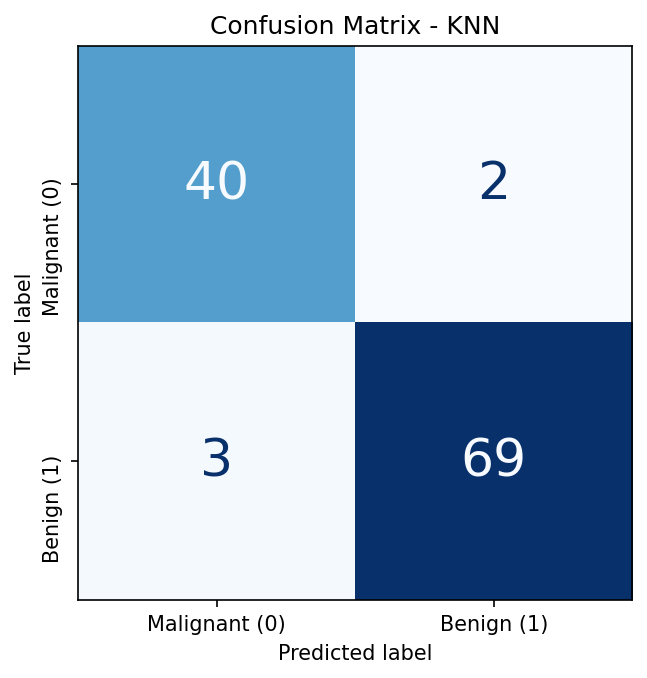 Confusion Matrix - KNN
True label
Malignant (0)
40
2
Benign (1)
3
69
Malignant (0)
Benign (1)
Predicted label